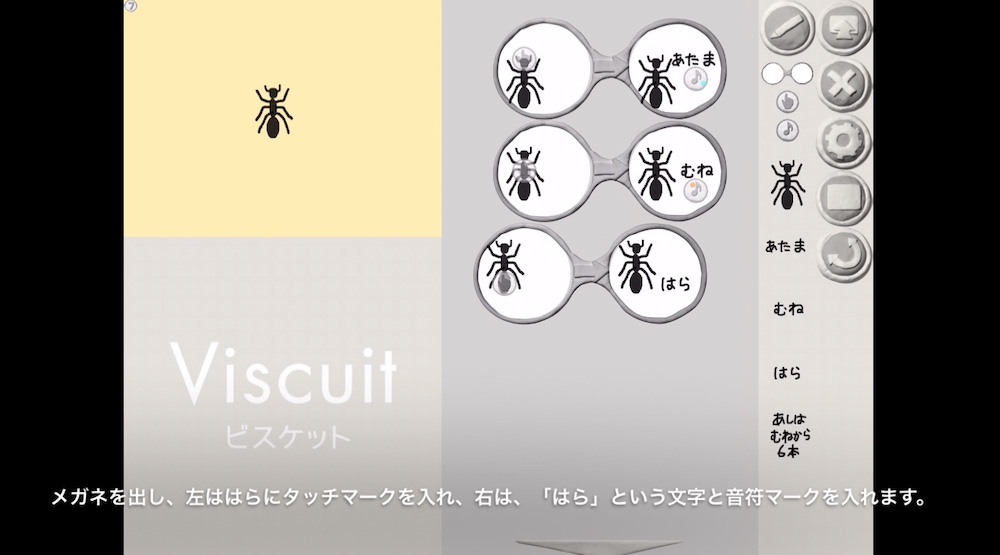 ⑦
あたま
むね
はら
あたま
むね
はら
あしは
むねから
6本
Viscuit
ビスケット
メガネを出し、左ははらにタッチマークを入れ、右は、「はら」という文字と音符マークを入れます。